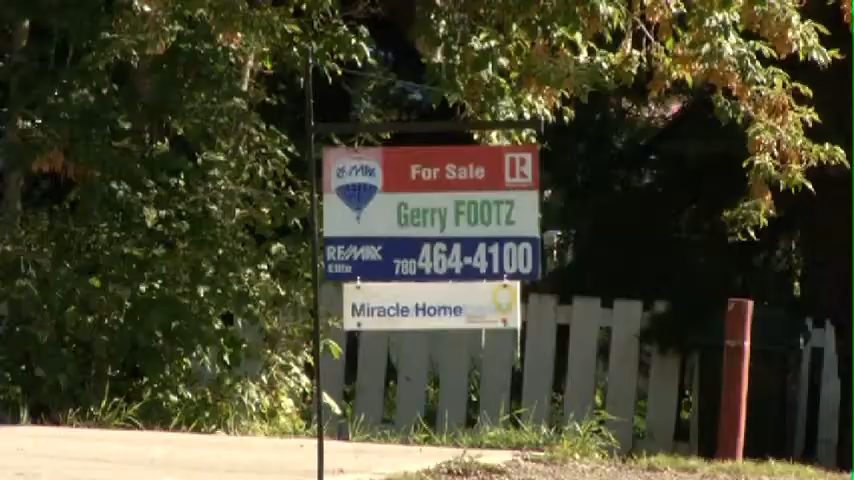 RE/MAX For Sale R
Gerry FOOTZ
RE/MAX
Elite 780 464-4100
Miracle Home